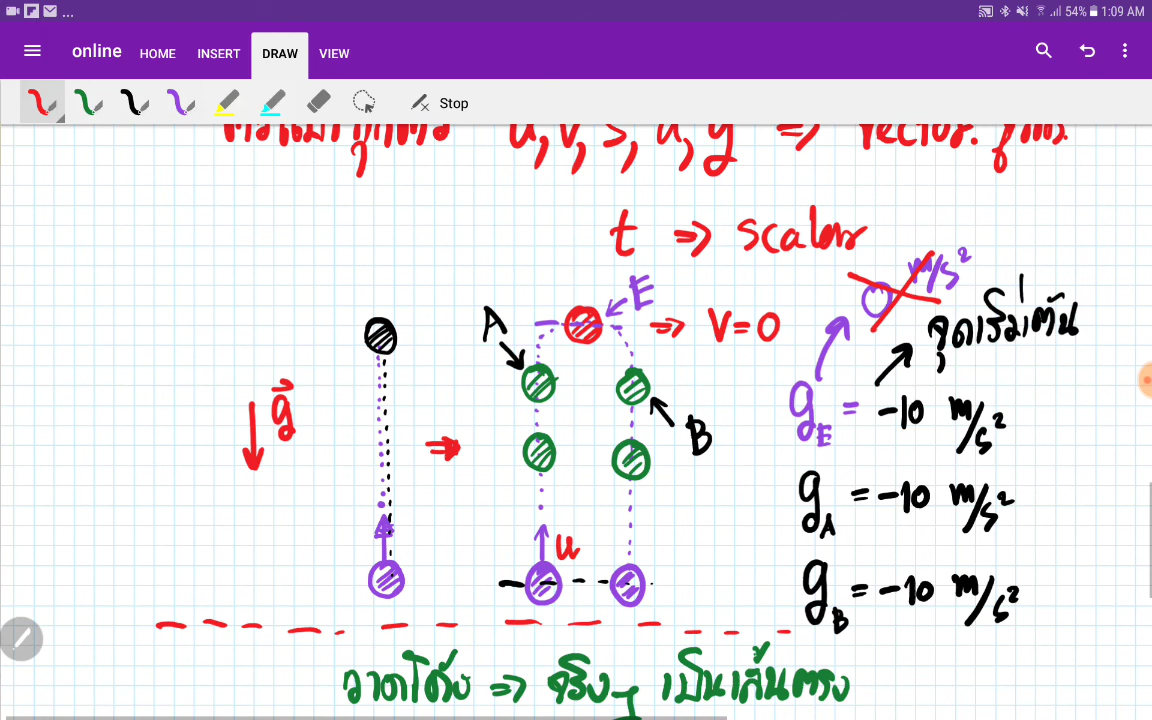 ... 54% 1:09 AM
online HOME INSERT DRAW VIEW
Stop
u, v, s, a, g ⇒ vector.
t ⇒ scalar
0 m/s²
จุดเริ่มต้น
E
A
⇒ V=0
g
⇒
B
g_E = -10 m/s²
g_A = -10 m/s²
u
g_B = -10 m/s²
วาดโค้ง ⇒ จริงๆ เป็นเส้นตรง